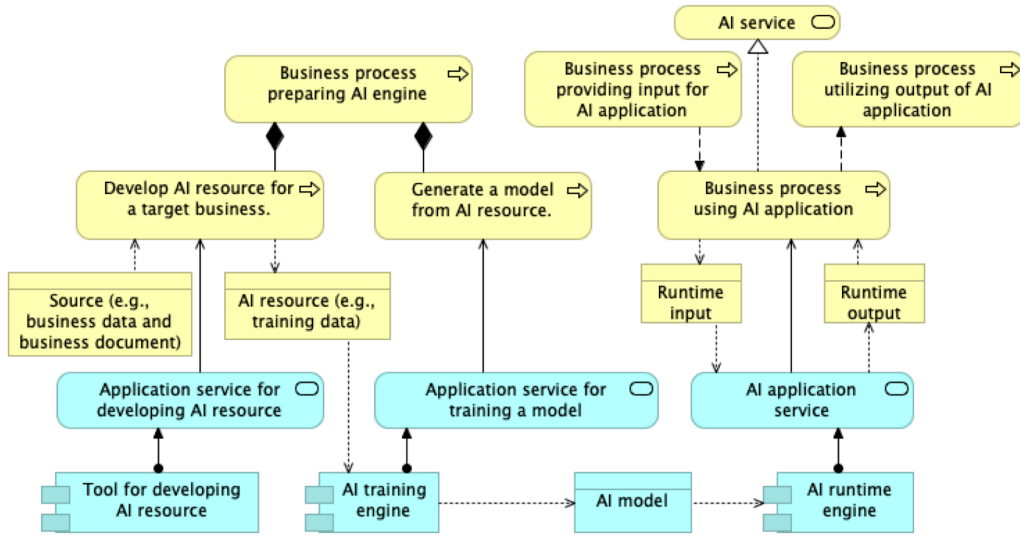 AI service
Business process
preparing AI engine
Business process
providing input for
AI application
Business process
utilizing output of AI
application
Develop AI resource for
a target business.
Generate a model
from AI resource.
Business process
using AI application
Source (e.g.,
business data and
business document)
AI resource (e.g.,
training data)
Runtime
input
Runtime
output
Application service for
developing AI resource
Application service for
training a model
AI application
service
Tool for developing
AI resource
AI training
engine
AI model
AI runtime
engine